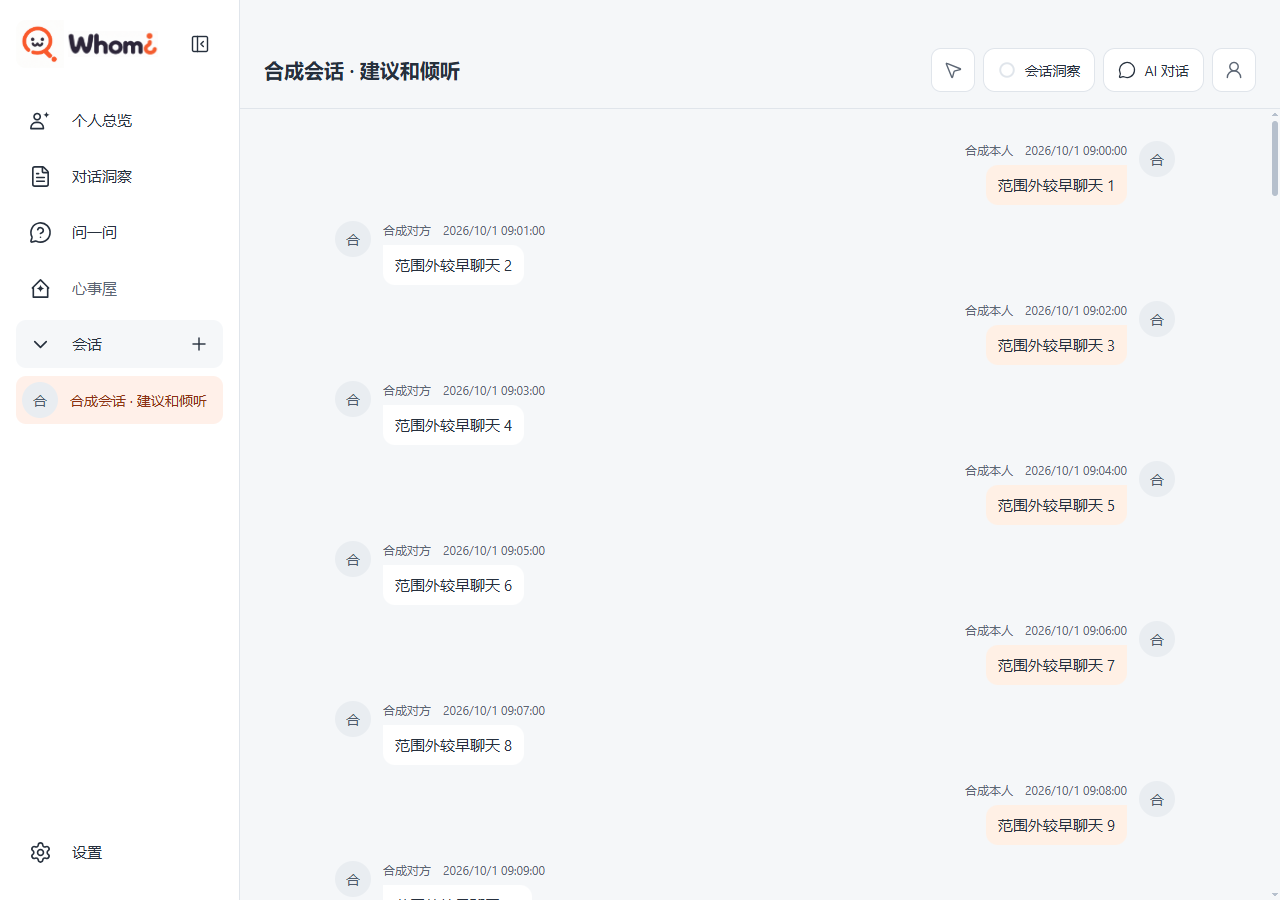 Whomi
个人总览
对话洞察
问一问
心事屋
会话
合 合成会话 · 建议和倾听
设置
合成会话 · 建议和倾听
会话洞察
AI 对话
合成本人 2026/10/1 09:00:00 合
范围外较早聊天 1
合 合成对方 2026/10/1 09:01:00
范围外较早聊天 2
合成本人 2026/10/1 09:02:00 合
范围外较早聊天 3
合 合成对方 2026/10/1 09:03:00
范围外较早聊天 4
合成本人 2026/10/1 09:04:00 合
范围外较早聊天 5
合 合成对方 2026/10/1 09:05:00
范围外较早聊天 6
合成本人 2026/10/1 09:06:00 合
范围外较早聊天 7
合 合成对方 2026/10/1 09:07:00
范围外较早聊天 8
合成本人 2026/10/1 09:08:00 合
范围外较早聊天 9
合 合成对方 2026/10/1 09:09:00